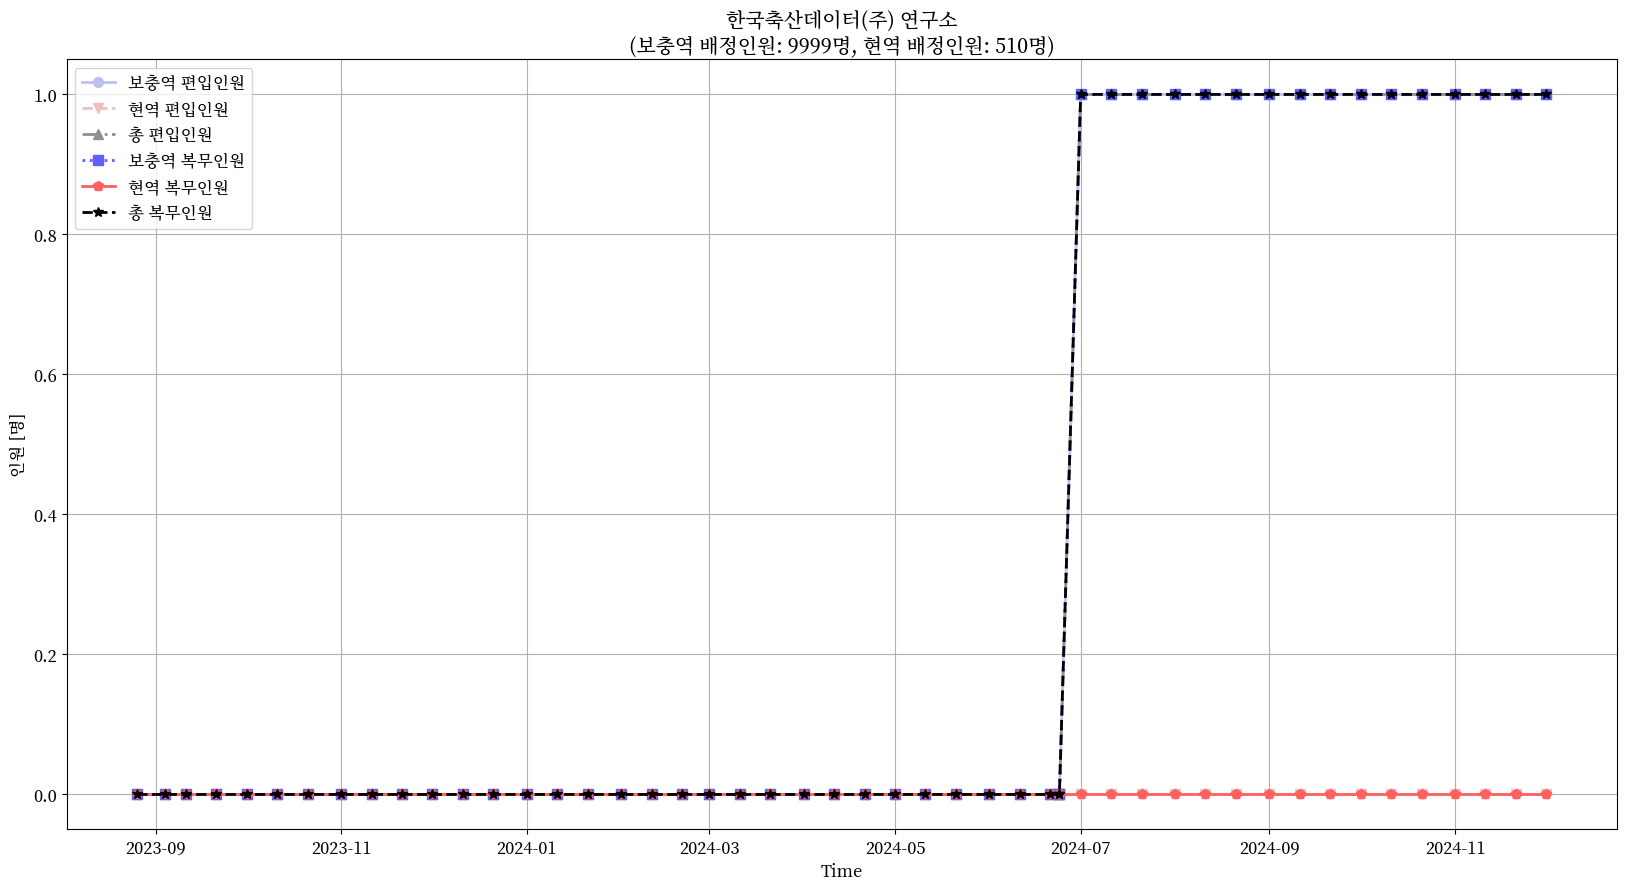 한국축산데이터(주) 연구소
(보충역 배정인원: 9999명, 현역 배정인원: 510명)
보충역 편입인원
현역 편입인원
총 편입인원
보충역 복무인원
현역 복무인원
총 복무인원
인원 [명]
1.0
0.8
0.6
0.4
0.2
0.0
2023-09
2023-11
2024-01
2024-03
2024-05
2024-07
2024-09
2024-11
Time